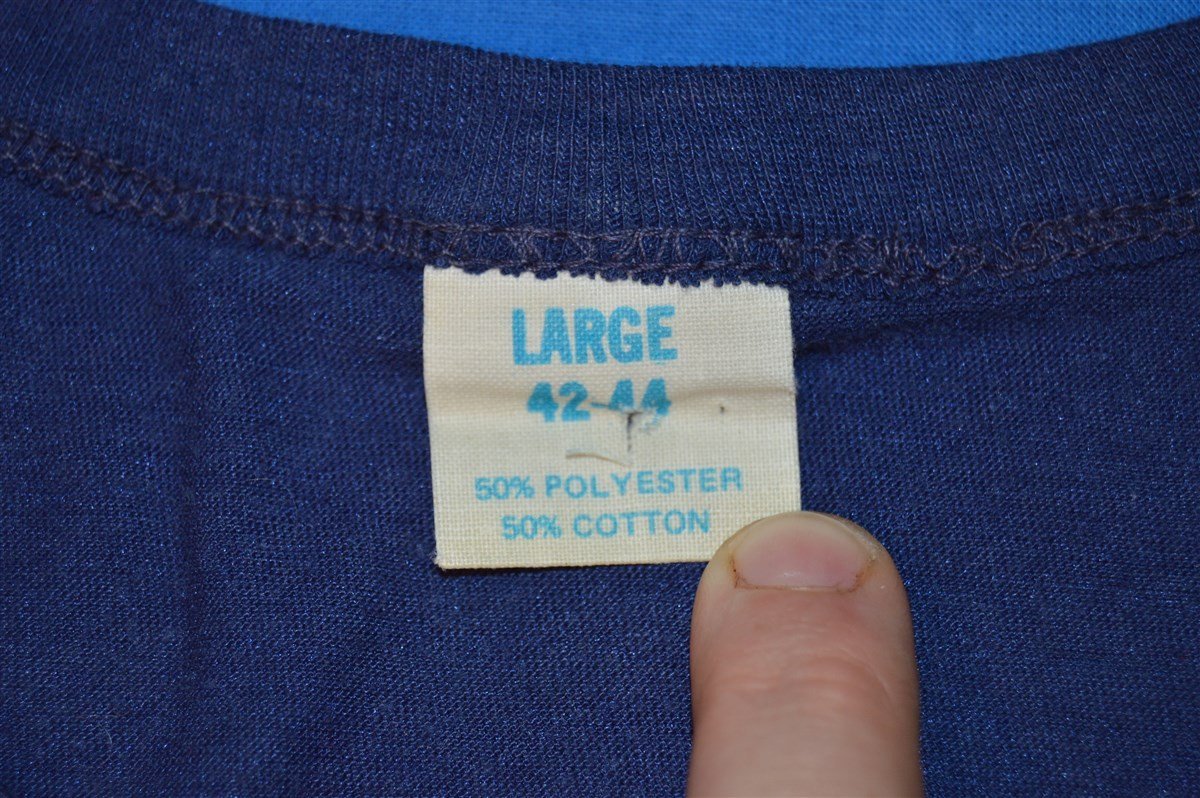 LARGE
42-44
50% POLYESTER
50% COTTON